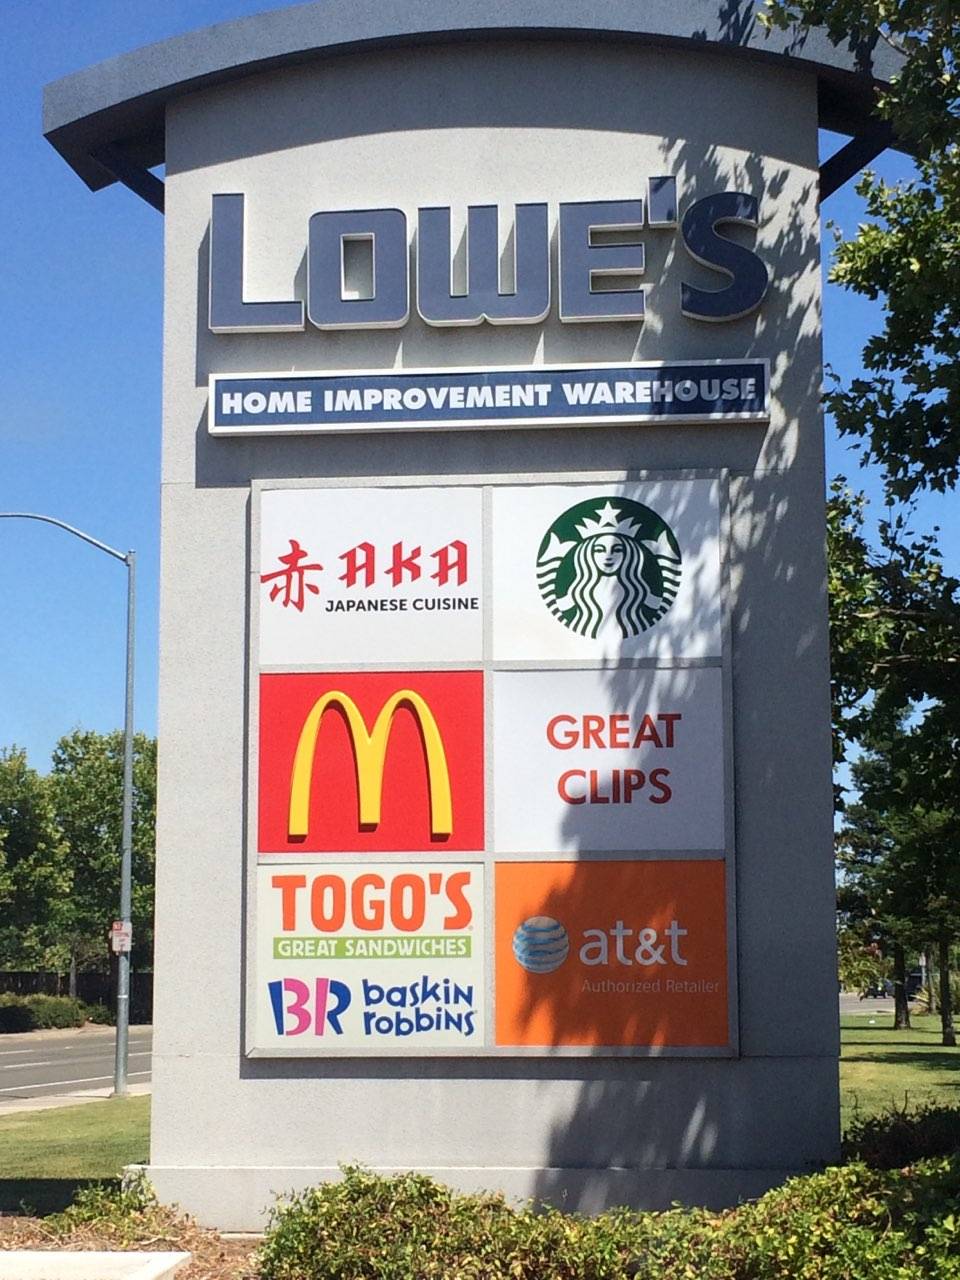 LOWE'S
HOME IMPROVEMENT WAREHOUSE
赤 AKA
JAPANESE CUISINE
GREAT
CLIPS
TOGO'S
GREAT SANDWICHES
BR baskin
robbins
at&t
Authorized Retailer